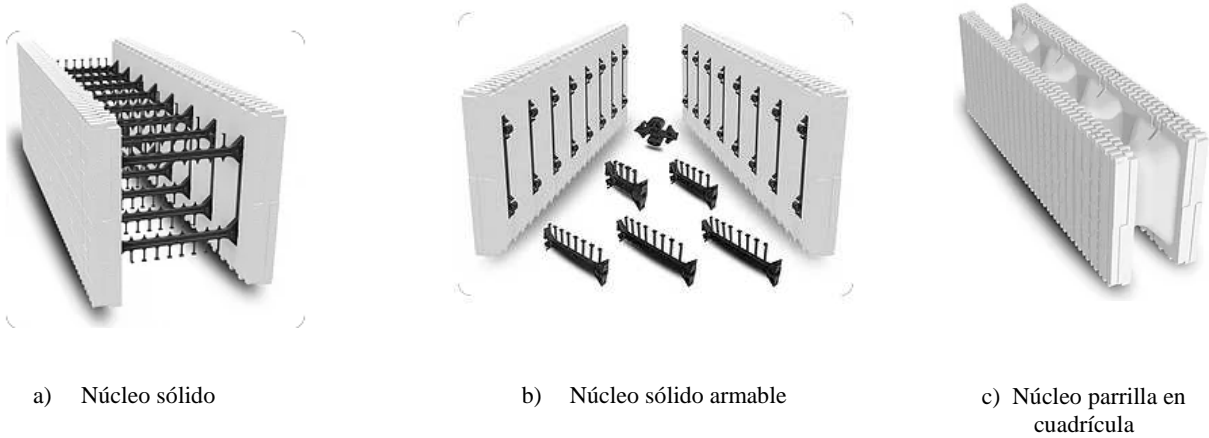 a) Núcleo sólido
b) Núcleo sólido armable
c) Núcleo parrilla en
cuadrícula